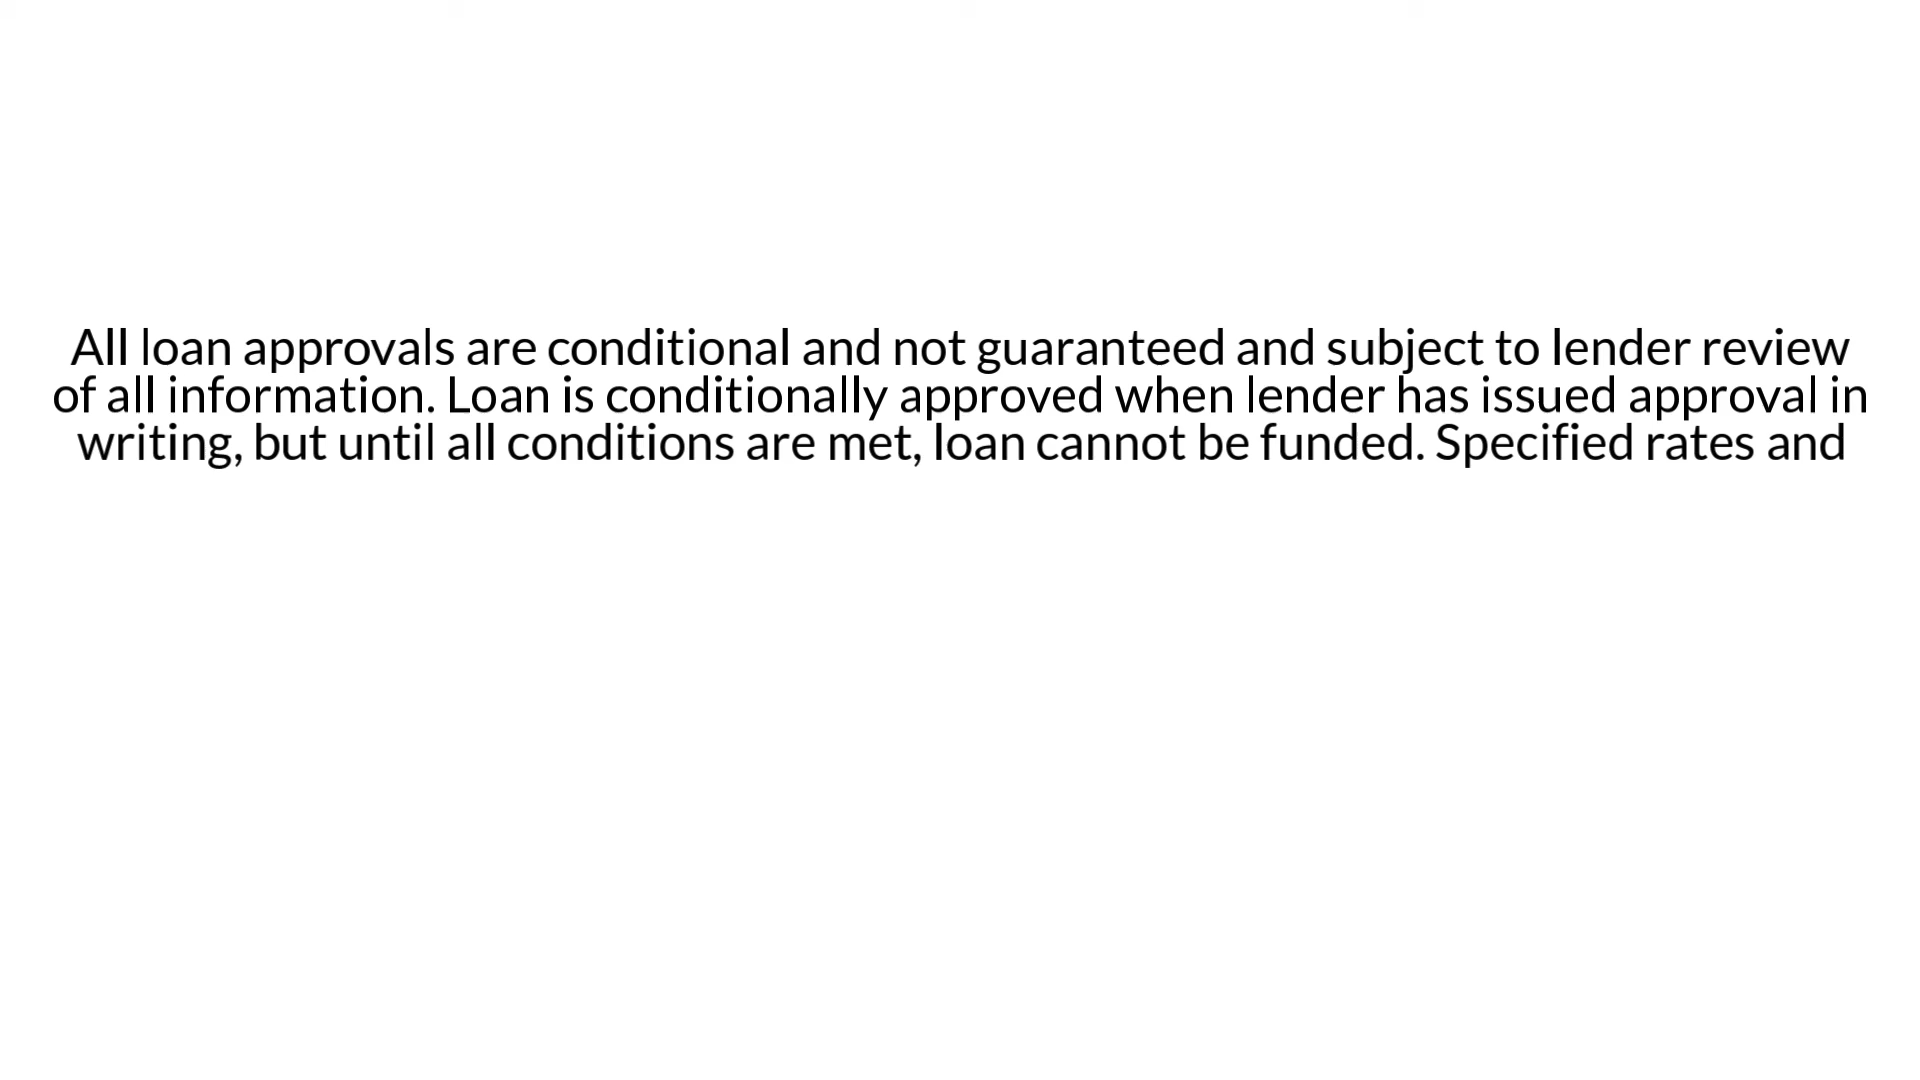 All loan approvals are conditional and not guaranteed and subject to lender review
of all information. Loan is conditionally approved when lender has issued approval in
writing, but until all conditions are met, loan cannot be funded. Specified rates and